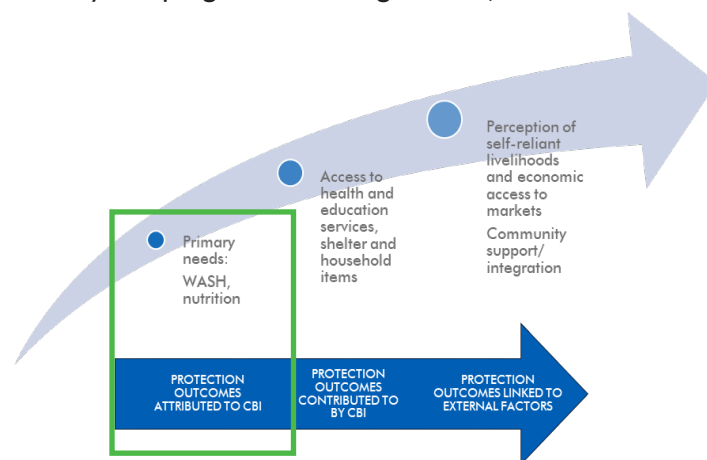 Perception of
self-reliant
livelihoods
and economic
access to
markets
Community
support/
integration
Access to
health and
education
services,
shelter and
household
items
Primary
needs:
WASH,
nutrition
PROTECTION
OUTCOMES
ATTRIBUTED TO CBI
PROTECTION
OUTCOMES
CONTRIBUTED TO
BY CBI
PROTECTION
OUTCOMES LINKED TO
EXTERNAL FACTORS